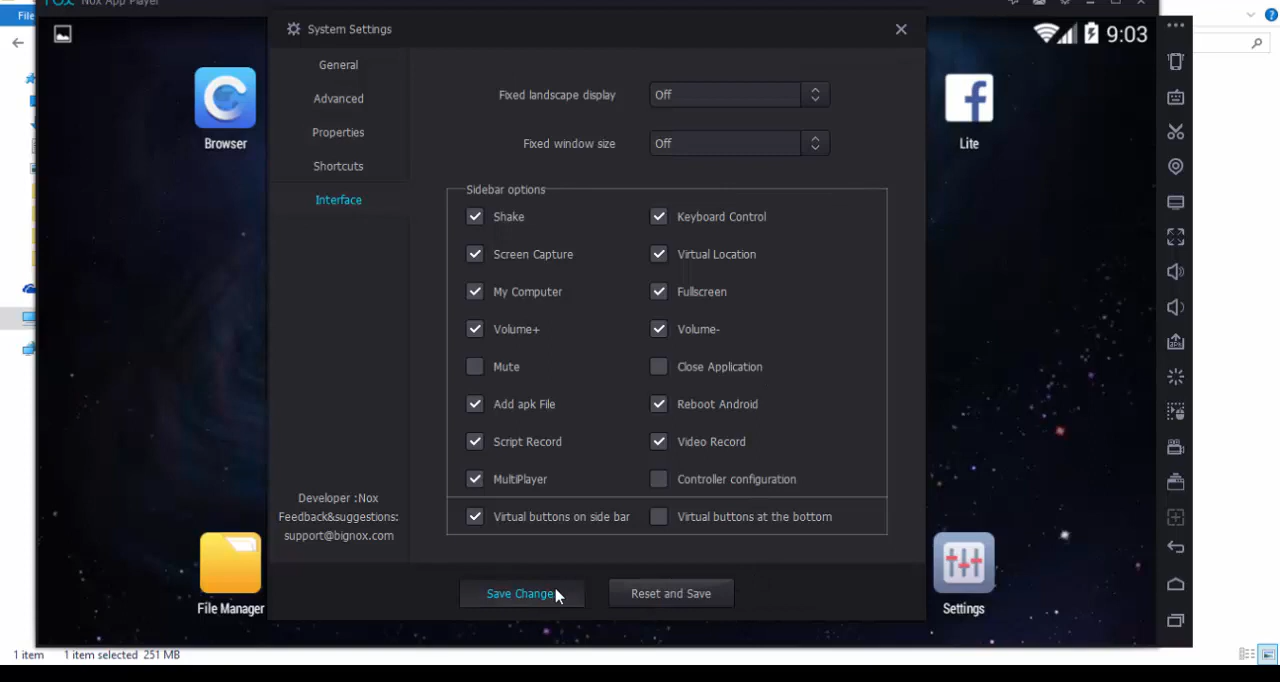 Nox App Player
File
System Settings
9:03
General
Advanced
Properties
Shortcuts
Interface
Fixed landscape display Off
Fixed window size Off
Sidebar options
Shake Keyboard Control
Screen Capture Virtual Location
My Computer Fullscreen
Volume+ Volume-
Mute Close Application
Add apk File Reboot Android
Script Record Video Record
MultiPlayer Controller configuration
Virtual buttons on side bar Virtual buttons at the bottom
Developer :Nox
Feedback&suggestions:
support@bignox.com
Save Change Reset and Save
Browser
Lite
File Manager
Settings
1 item 1 item selected 251 MB